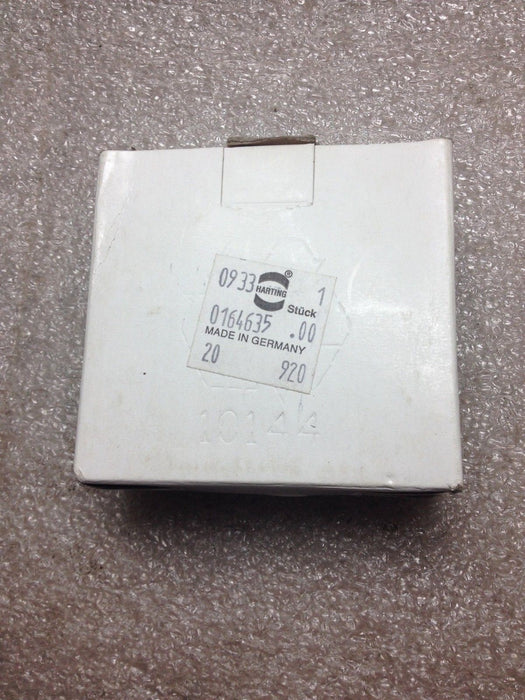 0933 HARTING® 1
Stück
0164635 .00
MADE IN GERMANY
20 920
10144